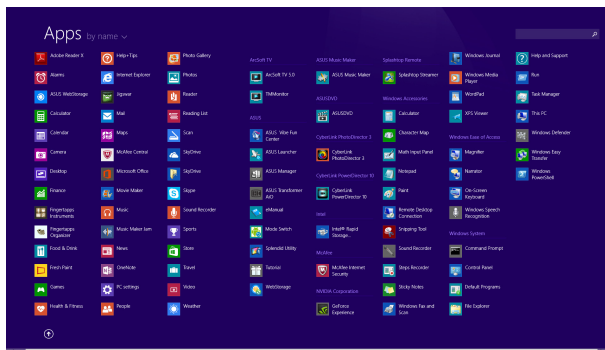 Apps by name
Adobe Reader X
Alarms
ASUS WebStorage
Calculator
Calendar
Camera
Desktop
Finance
Fingertapps
Instruments
Fingertapps
Organizer
Food & Drink
Fresh Paint
Games
Health & Fitness
Help+Tips
Internet Explorer
Jigswar
Mail
Maps
McAfee Central
Microsoft Office
Movie Maker
Music
Music Maker Jam
News
OneNote
PC settings
People
Photo Gallery
Photos
Reader
Reading List
Scan
SkyDrive
SkyDrive
Skype
Sound Recorder
Sports
Store
Travel
Video
Weather
ArcSoft TV
ArcSoft TV 5.0
TMMonitor
ASUS
ASUS Vibe Fun
Center
ASUS Launcher
ASUS Manager
ASUS Transformer
AiO
eManual
Mode Switch
Splendid Utility
Tutorial
WebStorage
ASUS Music Maker
ASUS Music Maker
ASUSDVD
ASUSDVD
CyberLink PhotoDirector 3
CyberLink
PhotoDirector 3
CyberLink PowerDirector 10
CyberLink
PowerDirector 10
Intel
Intel® Rapid
Storage...
McAfee
McAfee Internet
Security
NVIDIA Corporation
GeForce
Experience
Splashtop Remote
Splashtop Streamer
Windows Accessories
Calculator
Character Map
Math Input Panel
Notepad
Paint
Remote Desktop
Connection
Snipping Tool
Sound Recorder
Steps Recorder
Sticky Notes
Windows Fax and
Scan
Windows Journal
Windows Media
Player
WordPad
XPS Viewer
Windows Ease of Access
Magnifier
Narrator
On-Screen
Keyboard
Windows Speech
Recognition
Windows System
Command Prompt
Control Panel
Default Programs
File Explorer
Help and Support
Run
Task Manager
This PC
Windows Defender
Windows Easy
Transfer
Windows
PowerShell